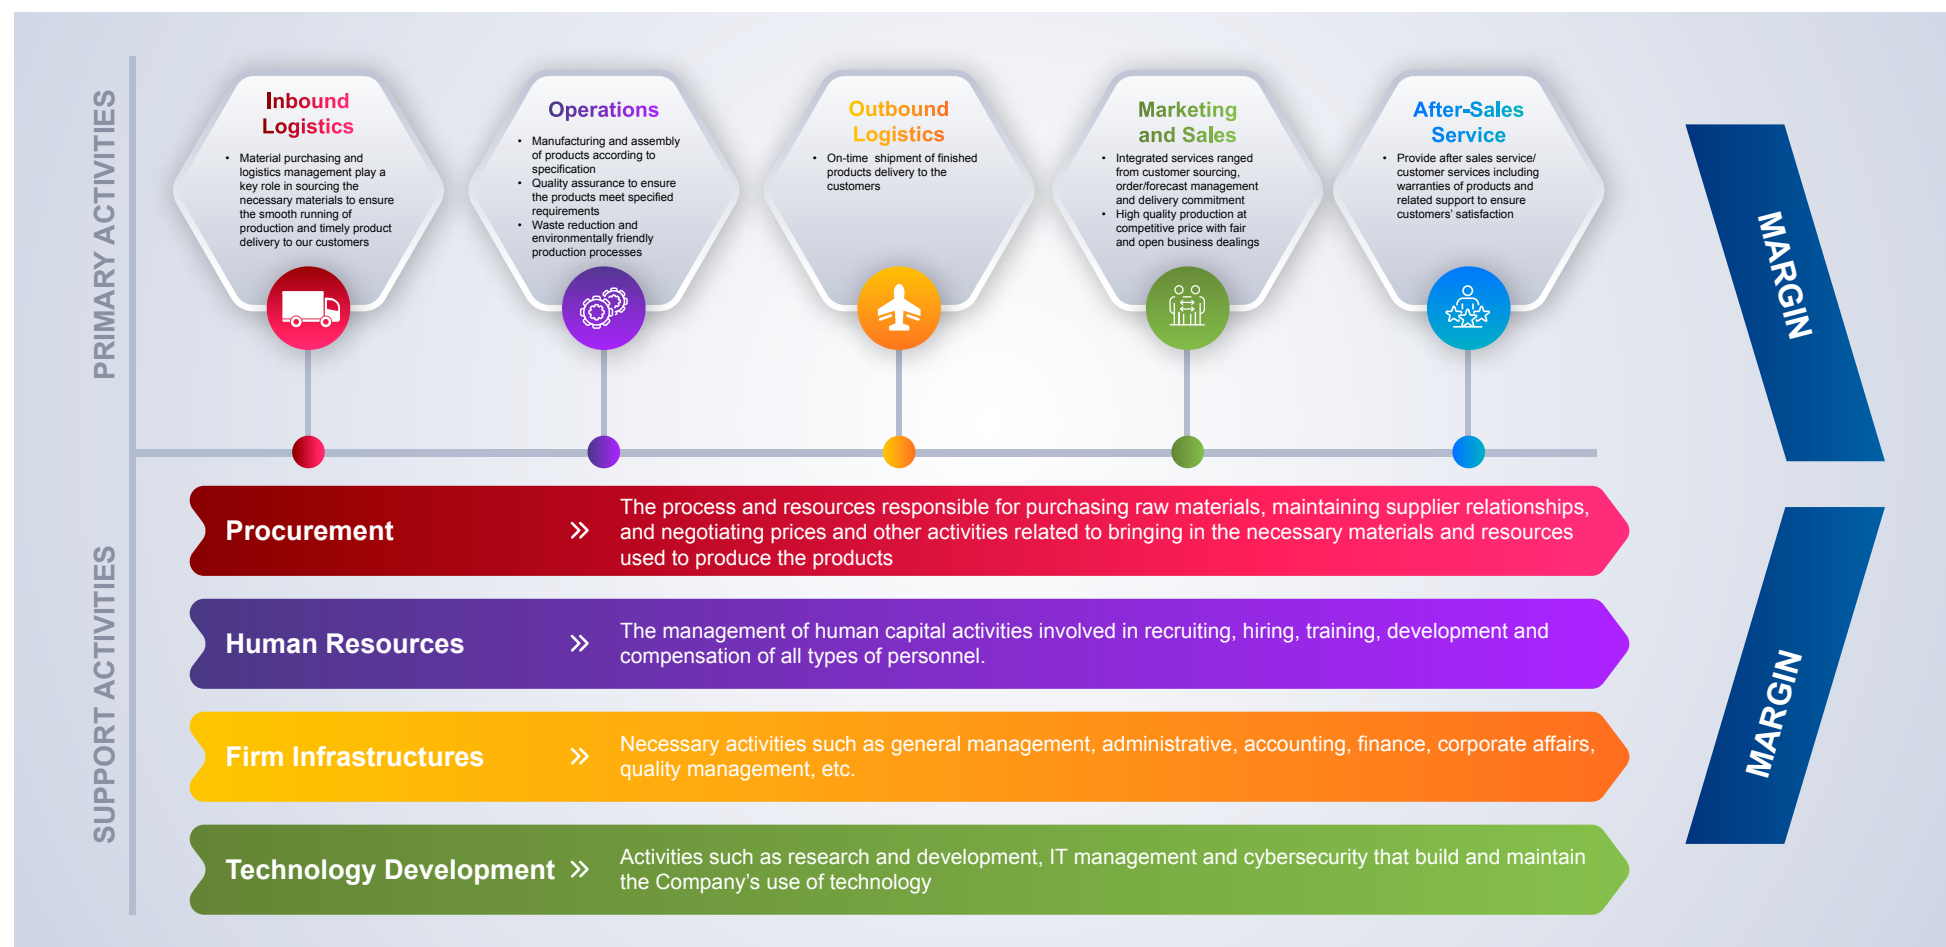 PRIMARY ACTIVITIES
Inbound
Logistics
• Material purchasing and
logistics management play a
key role in sourcing the
necessary materials to ensure
the smooth running of
production and timely product
delivery to our customers
Operations
• Manufacturing and assembly
of products according to
specification
• Quality assurance to ensure
the products meet specified
requirements
• Waste reduction and
environmentally friendly
production processes
Outbound
Logistics
• On-time shipment of finished
products delivery to the
customers
Marketing
and Sales
• Integrated services ranged
from customer sourcing,
order/forecast management
and delivery commitment
• High quality production at
competitive price with fair
and open business dealings
After-Sales
Service
• Provide after sales service/
customer services including
warranties of products and
related support to ensure
customers' satisfaction
MARGIN
SUPPORT ACTIVITIES
Procurement
The process and resources responsible for purchasing raw materials, maintaining supplier relationships,
and negotiating prices and other activities related to bringing in the necessary materials and resources
used to produce the products
Human Resources
The management of human capital activities involved in recruiting, hiring, training, development and
compensation of all types of personnel.
Firm Infrastructures
Necessary activities such as general management, administrative, accounting, finance, corporate affairs,
quality management, etc.
Technology Development
Activities such as research and development, IT management and cybersecurity that build and maintain
the Company's use of technology
MARGIN